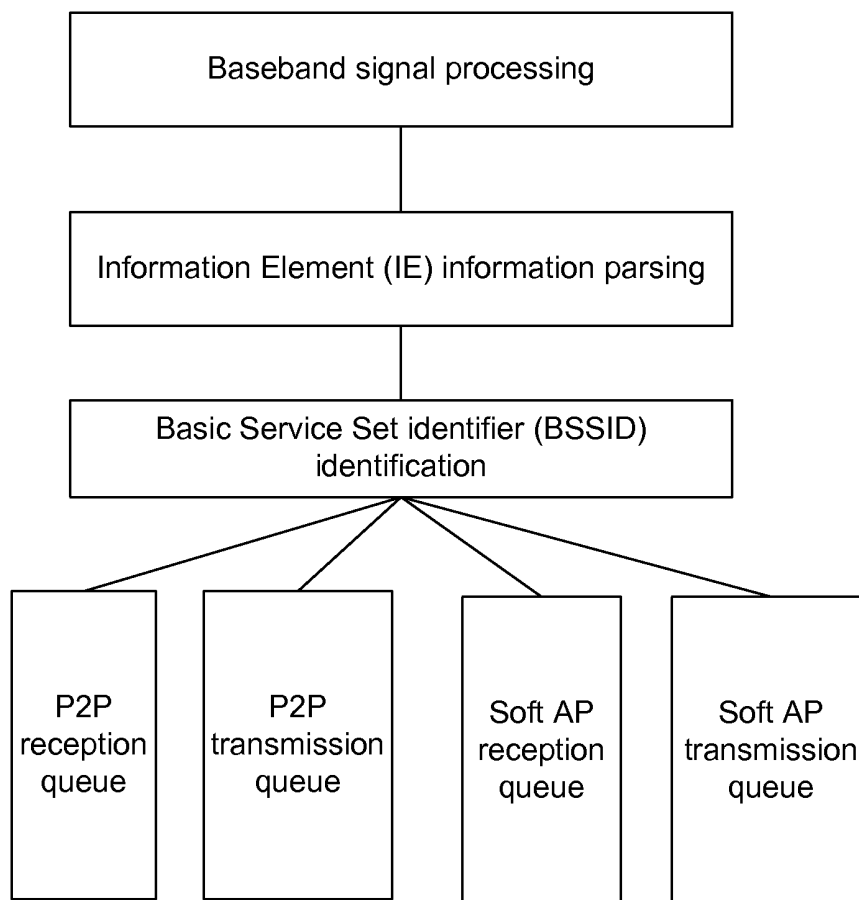 Baseband signal processing
Information Element (IE) information parsing
Basic Service Set identifier (BSSID)
identification
P2P
reception
queue
P2P
transmission
queue
Soft AP
reception
queue
Soft AP
transmission
queue